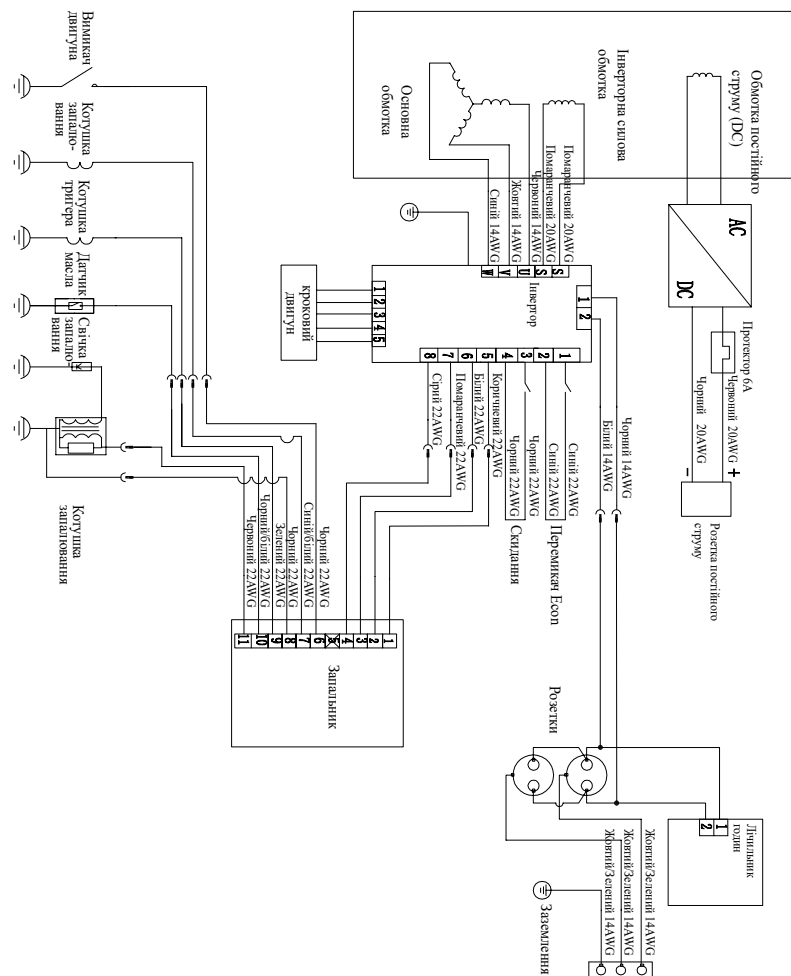 Обмотка постійного
струму (DC)
AC
DC
Протектор 6A
Червоний 20AWG
Чорний 20AWG
+
-
Розетка постійного
струму
Лічильник
годин
1
2
Інверторна силова
обмотка
Основна
обмотка
Помаранчевий 20AWG
Помаранчевий 20AWG
Червоний 14AWG
Жовтий 14AWG
Синій 14AWG
S
S
U
V
W
Інвертор
1
2
Чорний 14AWG
Білий 14AWG
1
2
3
4
5
6
7
8
Синій 22AWG
Синій 22AWG
Перемикач Econ
Чорний 22AWG
Чорний 22AWG
Скидання
Коричневий 22AWG
Білий 22AWG
Помаранчевий 22AWG
Сірий 22AWG
1
2
3
4
5
кроковий
двигун
Розетки
Жовтий/Зелений 14AWG
Жовтий/Зелений 14AWG
Жовтий/Зелений 14AWG
Заземлення
Запальник
1
2
3
4
5
6
7
8
9
10
11
Чорний 22AWG
Синій/білий 22AWG
Чорний 22AWG
Зелений 22AWG
Чорний/білий 22AWG
Червоний 22AWG
Вимикач
двигуна
Котушка
запалю-
вання
Котушка
тригера
Датчик
масла
Свічка
запалю-
вання
Котушка
запалювання